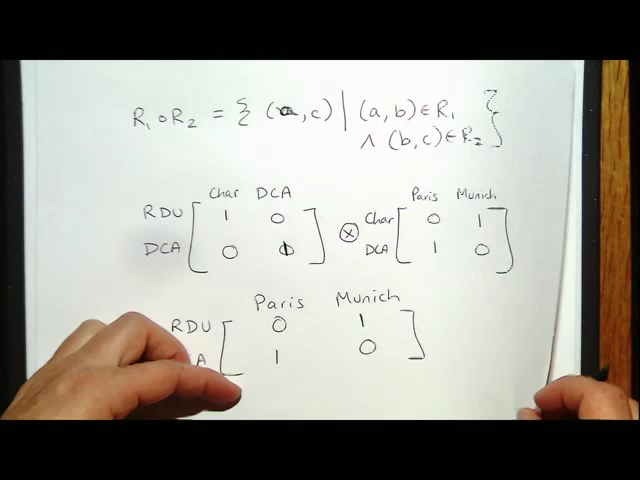 R₁ ∘ R₂ = { (a, c) | (a, b) ∈ R₁
∧ (b, c) ∈ R₂ }
Char DCA
Paris Munich
RDU [ 1 0 ] ⊗ Char [ 0 1 ]
DCA [ 0 1 ] DCA [ 1 0 ]
Paris Munich
RDU [ 0 1 ]
A [ 1 0 ]